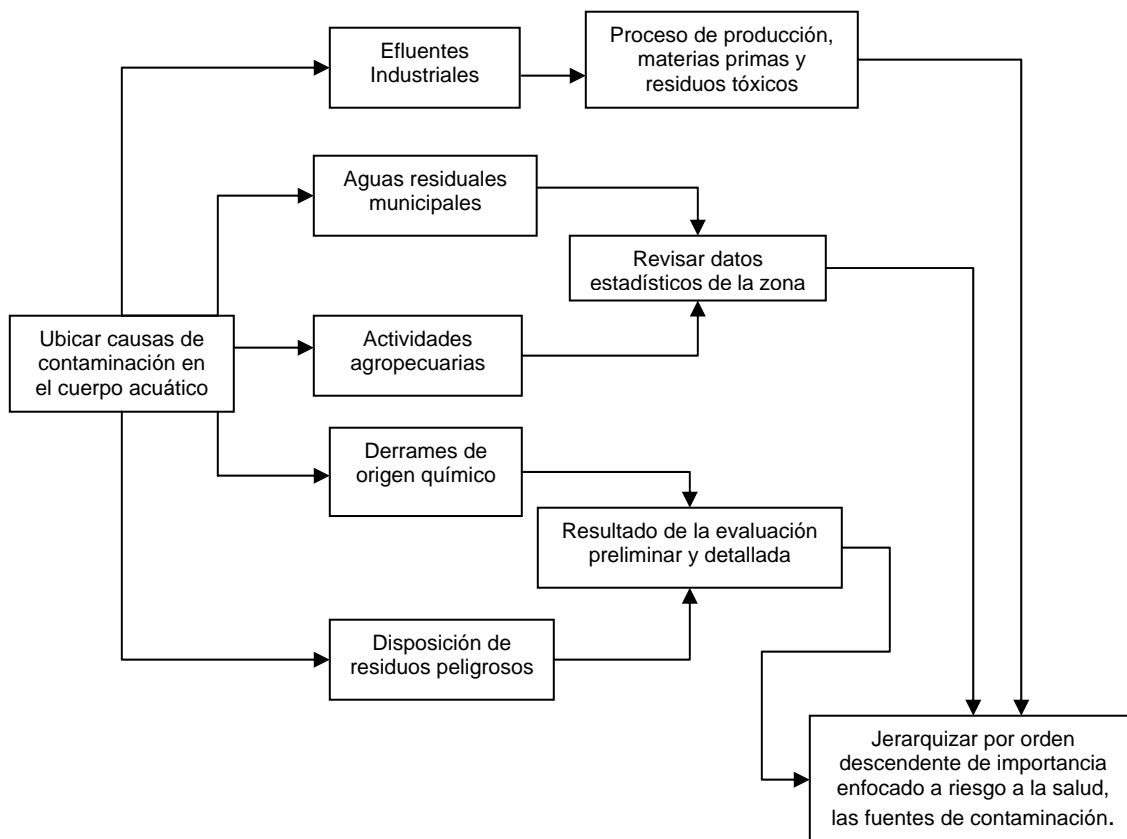 Efluentes
Industriales
Proceso de producción,
materias primas y
residuos tóxicos
Aguas residuales
municipales
Revisar datos
estadísticos de la zona
Ubicar causas de
contaminación en
el cuerpo acuático
Actividades
agropecuarias
Derrames de
origen químico
Resultado de la evaluación
preliminar y detallada
Disposición de
residuos peligrosos
Jerarquizar por orden
descendente de importancia
enfocado a riesgo a la salud,
las fuentes de contaminación.